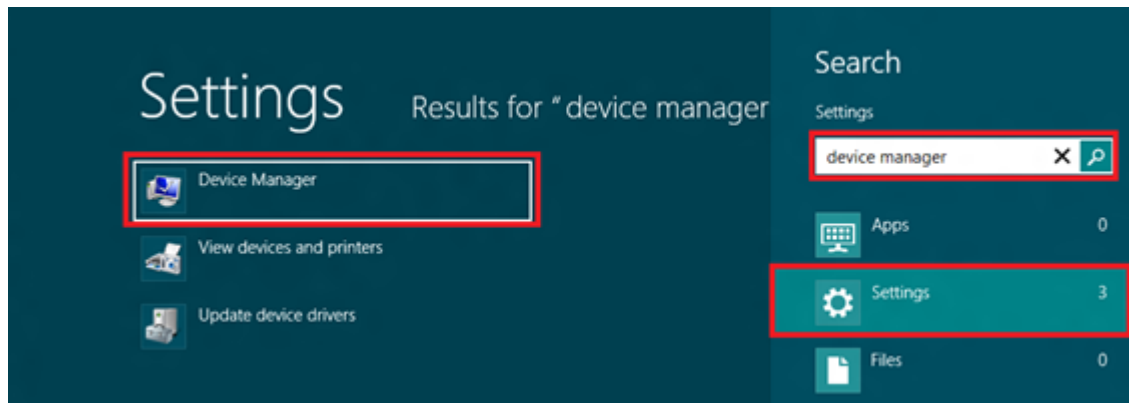 Settings
Results for "device manager
Device Manager
View devices and printers
Update device drivers
Search
Settings
device manager
Apps 0
Settings 3
Files 0